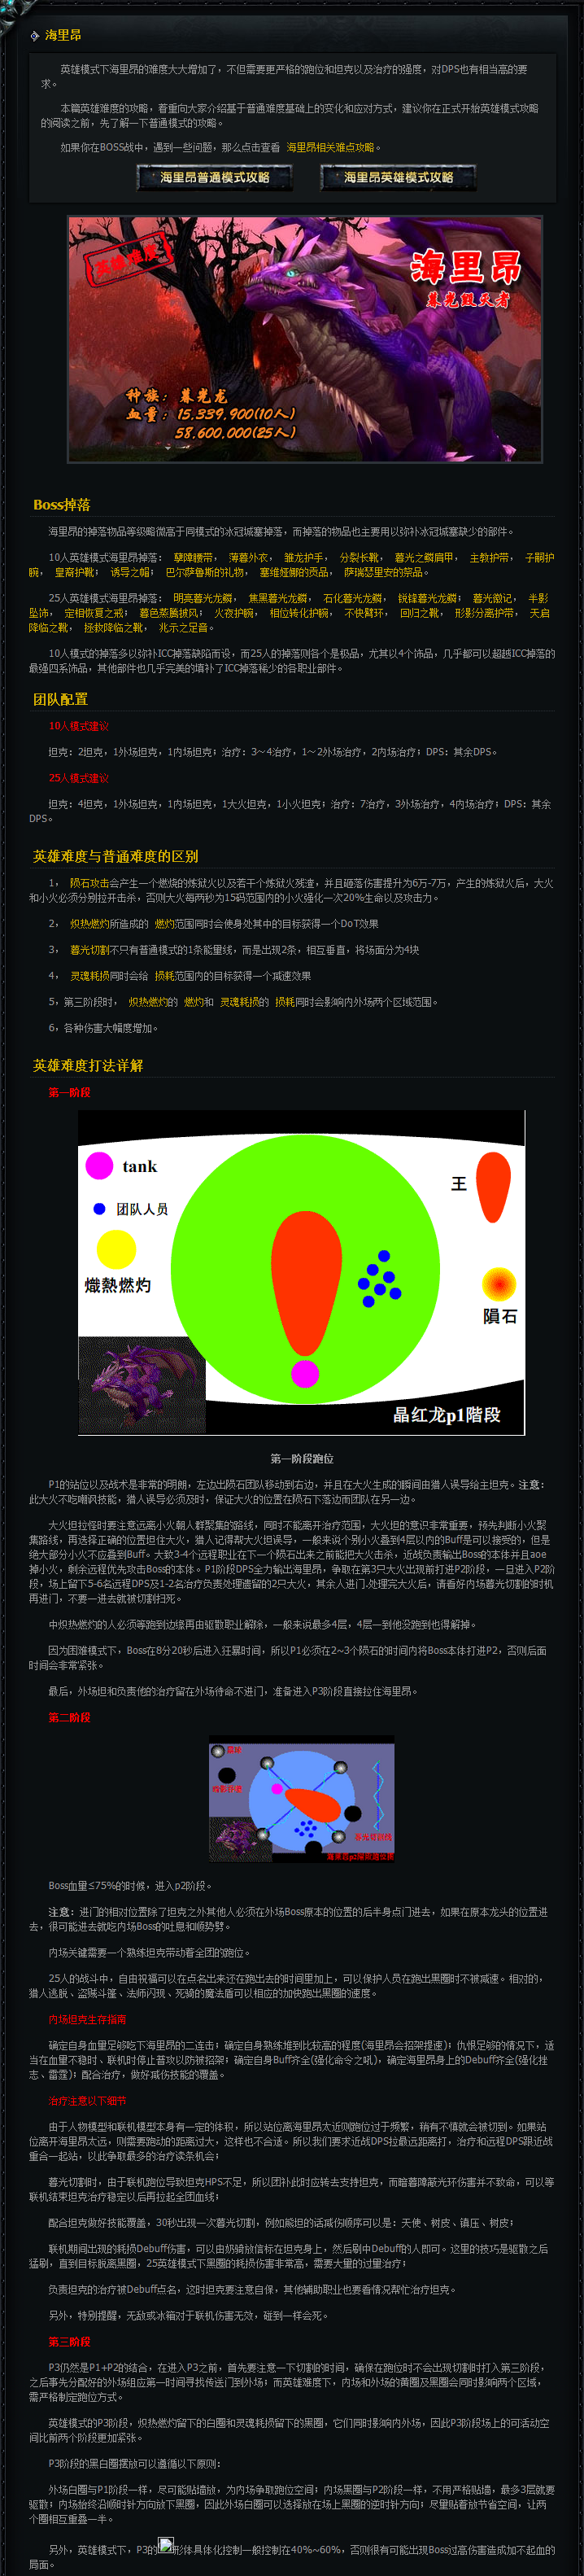 海里昂
英雄模式下海里昂的难度大大增加了，不但需要更严格的跑位和坦克以及治疗的强度，对DPS也有相当高的要
求。
本篇英雄难度的攻略，着重向大家介绍基于普通难度基础上的变化和应对方式，建议你在正式开始英雄模式攻略
的阅读之前，先了解一下普通模式的攻略。
如果你在BOSS战中，遇到一些问题，那么点击查看 海里昂相关难点攻略。
海里昂普通模式攻略 海里昂英雄模式攻略
英雄难度
海里昂
暮光毁灭者
种族：暮光龙
血量：15,339,900(10人)
58,600,000(25人)
Boss掉落
海里昂的掉落物品等级略微高于同模式的冰冠城塞掉落，而掉落的物品也主要用以弥补冰冠城塞缺少的部件。
10人英雄模式海里昂掉落： 孽障腰带， 薄暮外衣， 雏龙护手， 分裂长靴， 暮光之鳞肩甲， 主教护带， 子嗣护
腕， 皇裔护靴； 诱导之帽； 巴尔萨鲁斯的礼物， 塞维娅娜的贡品， 萨瑞瑟里安的祭品。
25人英雄模式海里昂掉落： 明亮暮光龙鳞， 焦黑暮光龙鳞， 石化暮光龙鳞， 锐锋暮光龙鳞； 暮光徽记， 半影
坠饰， 定相恢复之戒； 暮色蒸腾披风； 火夜护腕， 相位转化护腕， 不快臂环， 回归之靴， 形影分离护带， 天启
降临之靴， 拯救降临之靴， 兆示之足音。
10人模式的掉落多以弥补ICC掉落缺陷而设，而25人的掉落则各个是极品，尤其以4个饰品，几乎都可以超越ICC掉落的
最强四系饰品，其他部件也几乎完美的填补了ICC掉落稀少的各职业部件。
团队配置
10人模式建议
坦克：2坦克，1外场坦克，1内场坦克；治疗：3～4治疗，1～2外场治疗，2内场治疗；DPS：其余DPS。
25人模式建议
坦克：4坦克，1外场坦克，1内场坦克，1大火坦克，1小火坦克；治疗：7治疗，3外场治疗，4内场治疗；DPS：其余
DPS。
英雄难度与普通难度的区别
1， 陨石攻击会产生一个燃烧的炼狱火以及若干个炼狱火残渣，并且砸落伤害提升为6万-7万，产生的炼狱火后，大火
和小火必须分别拉开击杀，否则大火每两秒为15码范围内的小火强化一次20%生命以及攻击力。
2， 炽热燃灼所造成的 燃灼范围同时会使身处其中的目标获得一个DoT效果
3， 暮光切割不只有普通模式的1条能量线，而是出现2条，相互垂直，将场面分为4块
4， 灵魂耗损同时会给 损耗范围内的目标获得一个减速效果
5，第三阶段时， 炽热燃灼的 燃灼和 灵魂耗损的 损耗同时会影响内外场两个区域范围。
6，各种伤害大幅度增加。
英雄难度打法详解
第一阶段
tank
团队人员
熾熱燃灼
王
隕石
晶红龙p1階段
第一阶段跑位
P1的站位以及战术是非常的明朗，左边出陨石团队移动到右边，并且在大火生成的瞬间由猎人误导给主坦克。注意：
此大火不吃嘲讽技能，猎人误导必须及时，保证大火的位置在陨石下落边而团队在另一边。
大火坦拉怪时要注意远离小火朝人群聚集的路线，同时不能离开治疗范围，大火坦的意识非常重要，预先判断小火聚
集路线，再选择正确的位置坦住大火，猎人记得帮大火坦误导，一般来说个别小火叠到4层以内的Buff是可以接受的，但是
绝大部分小火不应叠到Buff。大致3-4个远程职业在下一个陨石出来之前能把大火击杀，近战负责输出Boss的本体并且aoe
掉小火，剩余远程优先攻击Boss的本体。P1阶段DPS全力输出海里昂，争取在第3只大火出现前打进P2阶段，一旦进入P2阶
段，场上留下5-6名远程DPS及1-2名治疗负责处理遗留的2只大火，其余人进门.处理完大火后，请看好内场暮光切割的时机
再进门，不要一进去就被切割扫死。
中炽热燃灼的人必须等跑到边缘再由驱散职业解除，一般来说最多4层，4层一到他没跑到也得解掉。
因为困难模式下，Boss在8分20秒后进入狂暴时间，所以P1必须在2~3个陨石的时间内将Boss本体打进P2，否则后面
时间会非常紧张。
最后，外场坦和负责他的治疗留在外场待命不进门，准备进入P3阶段直接拉住海里昂。
第二阶段
Boss血量≤75%的时候，进入p2阶段。
注意：进门的相对位置除了坦克之外其他人必须在外场Boss原本的位置的后半身点门进去，如果在原本龙头的位置进
去，很可能进去就吃内场Boss的吐息和顺势劈。
内场关键需要一个熟练坦克带动着全团的跑位。
25人的战斗中，自由祝福可以在点名出来还在跑出去的时间里加上，可以保护人员在跑出黑圈时不被减速。相对的，
猎人逃脱、盗贼斗篷、法师闪现、死骑的魔法盾可以相应的加快跑出黑圈的速度。
内场坦克生存指南
确定自身血量足够吃下海里昂的二连击；确定自身熟练堆到比较高的程度(海里昂会招架提速)；仇恨足够的情况下，适
当在血量不稳时、联机时停止普攻以防被招架；确定自身Buff齐全(强化命令之吼)，确定海里昂身上的Debuff齐全(强化挫
志、雷霆)；配合治疗，做好减伤技能的覆盖。
治疗注意以下细节
由于人物模型和联机模型本身有一定的体积，所以站位离海里昂太近则跑位过于频繁，稍有不慎就会被切到。如果站
位离开海里昂太远，则需要跑动的距离过大，这样也不合适。所以我们要求近战DPS拉最远距离打，治疗和远程DPS跟近战
重合一起站，以此争取最多的治疗读条机会；
暮光切割时，由于联机跑位导致坦克HPS不足，所以团补此时应转去支持坦克，而暗暮障蔽光环伤害并不致命，可以等
联机结束坦克治疗稳定以后再拉起全团血线；
配合坦克做好技能覆盖，30秒出现一次暮光切割，例如能坦的话减伤顺序可以是：天使、树皮、镇压、树皮；
联机期间出现的耗损Debuff伤害，可以由奶骑放信标在坦克身上，然后刷中Debuff的人即可。这里的技巧是驱散之后
猛刷，直到目标脱离黑圈，25英雄模式下黑圈的耗损伤害非常高，需要大量的过量治疗；
负责坦克的治疗被Debuff点名，这时坦克要注意自保，其他辅助职业也要看情况帮忙治疗坦克。
另外，特别提醒，无敌或冰箱对于联机伤害无效，碰到一样会死。
第三阶段
P3仍然是P1+P2的结合，在进入P3之前，首先要注意一下切割的时间，确保在跑位时不会出现切割时打入第三阶段，
之后事先分配好的外场组应第一时间寻找传送门到外场；而英雄难度下，内场和外场的黄圈及黑圈会同时影响两个区域，
需严格制定跑位方式。
英雄模式的P3阶段，炽热燃灼留下的白圈和灵魂耗损留下的黑圈，它们同时影响内外场，因此P3阶段场上的可活动空
间比前两个阶段更加紧张。
P3阶段的黑白圈摆放可以遵循以下原则：
外场白圈与P1阶段一样，尽可能贴墙放，为内场争取跑位空间；内场黑圈与P2阶段一样，不用严格贴墙，最多3层就要
驱散；内场始终沿顺时针方向放下黑圈，因此外场白圈可以选择放在场上黑圈的逆时针方向；尽量贴着放节省空间，让两
个圈相互重叠一半。
另外，英雄模式下，P3的形体具体化控制一般控制在40%~60%，否则很有可能出现Boss过高伤害造成加不起血的
局面。